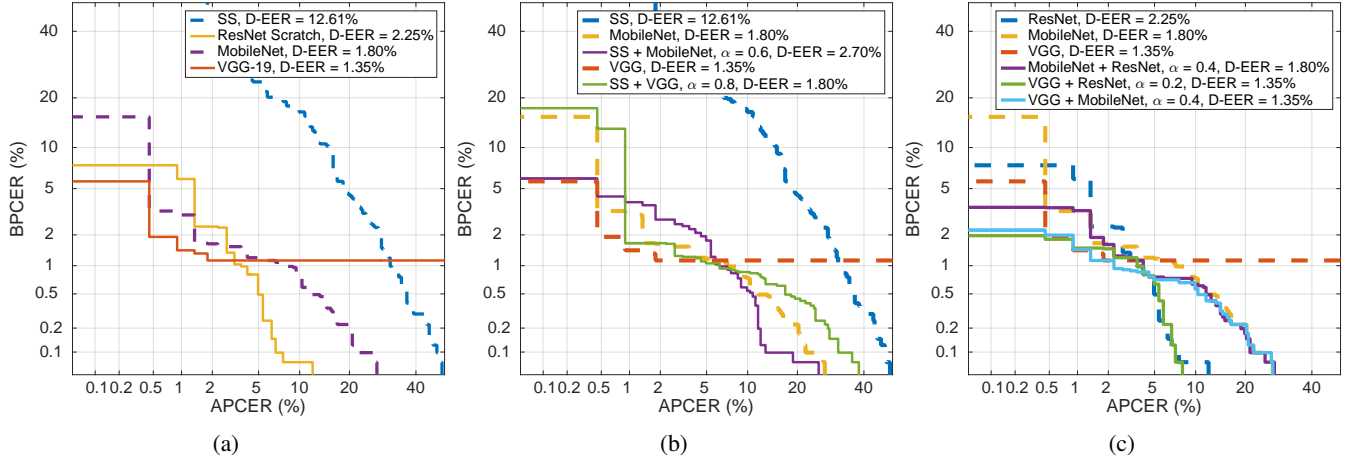 SS, D-EER = 12.61%
ResNet Scratch, D-EER = 2.25%
MobileNet, D-EER = 1.80%
VGG-19, D-EER = 1.35%
40
20
10
5
2
1
0.5
0.2
0.1
BPCER (%)
0.1 0.2 0.5 1 2 5 10 20 40
APCER (%)
(a)
SS, D-EER = 12.61%
MobileNet, D-EER = 1.80%
SS + MobileNet, α = 0.6, D-EER = 2.70%
VGG, D-EER = 1.35%
SS + VGG, α = 0.8, D-EER = 1.80%
40
20
10
5
2
1
0.5
0.2
0.1
BPCER (%)
0.1 0.2 0.5 1 2 5 10 20 40
APCER (%)
(b)
ResNet, D-EER = 2.25%
MobileNet, D-EER = 1.80%
VGG, D-EER = 1.35%
MobileNet + ResNet, α = 0.4, D-EER = 1.80%
VGG + ResNet, α = 0.2, D-EER = 1.35%
VGG + MobileNet, α = 0.4, D-EER = 1.35%
40
20
10
5
2
1
0.5
0.2
0.1
BPCER (%)
0.1 0.2 0.5 1 2 5 10 20 40
APCER (%)
(c)